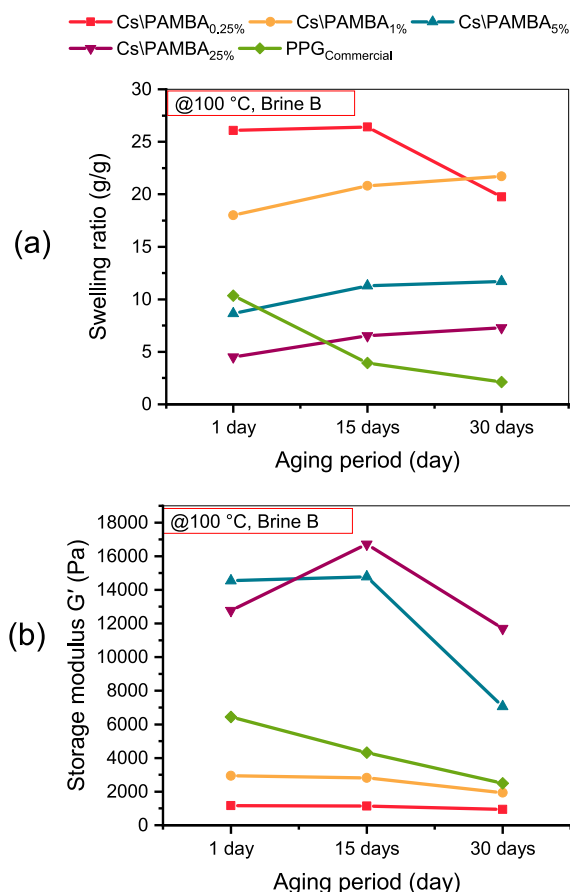 Cs\PAMBA0,25% Cs\PAMBA1% Cs\PAMBA5%
Cs\PAMBA25% PPGCommercial
(a)
@100 °C, Brine B
Swelling ratio (g/g)
30
25
20
15
10
5
0
1 day 15 days 30 days
Aging period (day)
(b)
@100 °C, Brine B
Storage modulus G′ (Pa)
18000
16000
14000
12000
10000
8000
6000
4000
2000
0
1 day 15 days 30 days
Aging period (day)